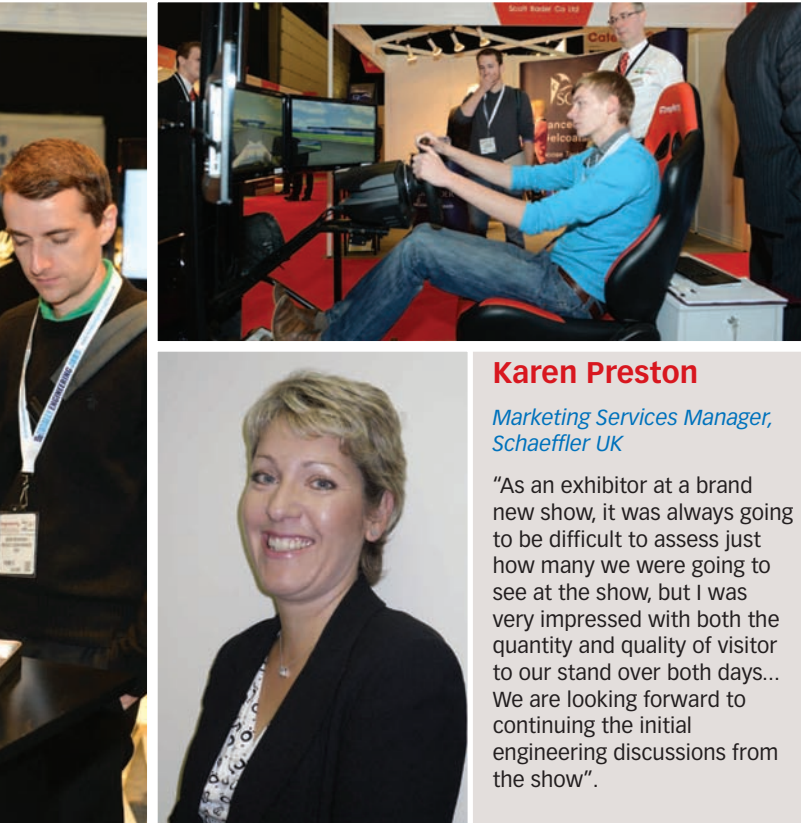 Scott Bader Co Ltd
ENGINEERING JOBS
Karen Preston
Marketing Services Manager,
Schaeffler UK
“As an exhibitor at a brand
new show, it was always going
to be difficult to assess just
how many we were going to
see at the show, but I was
very impressed with both the
quantity and quality of visitor
to our stand over both days...
We are looking forward to
continuing the initial
engineering discussions from
the show”.